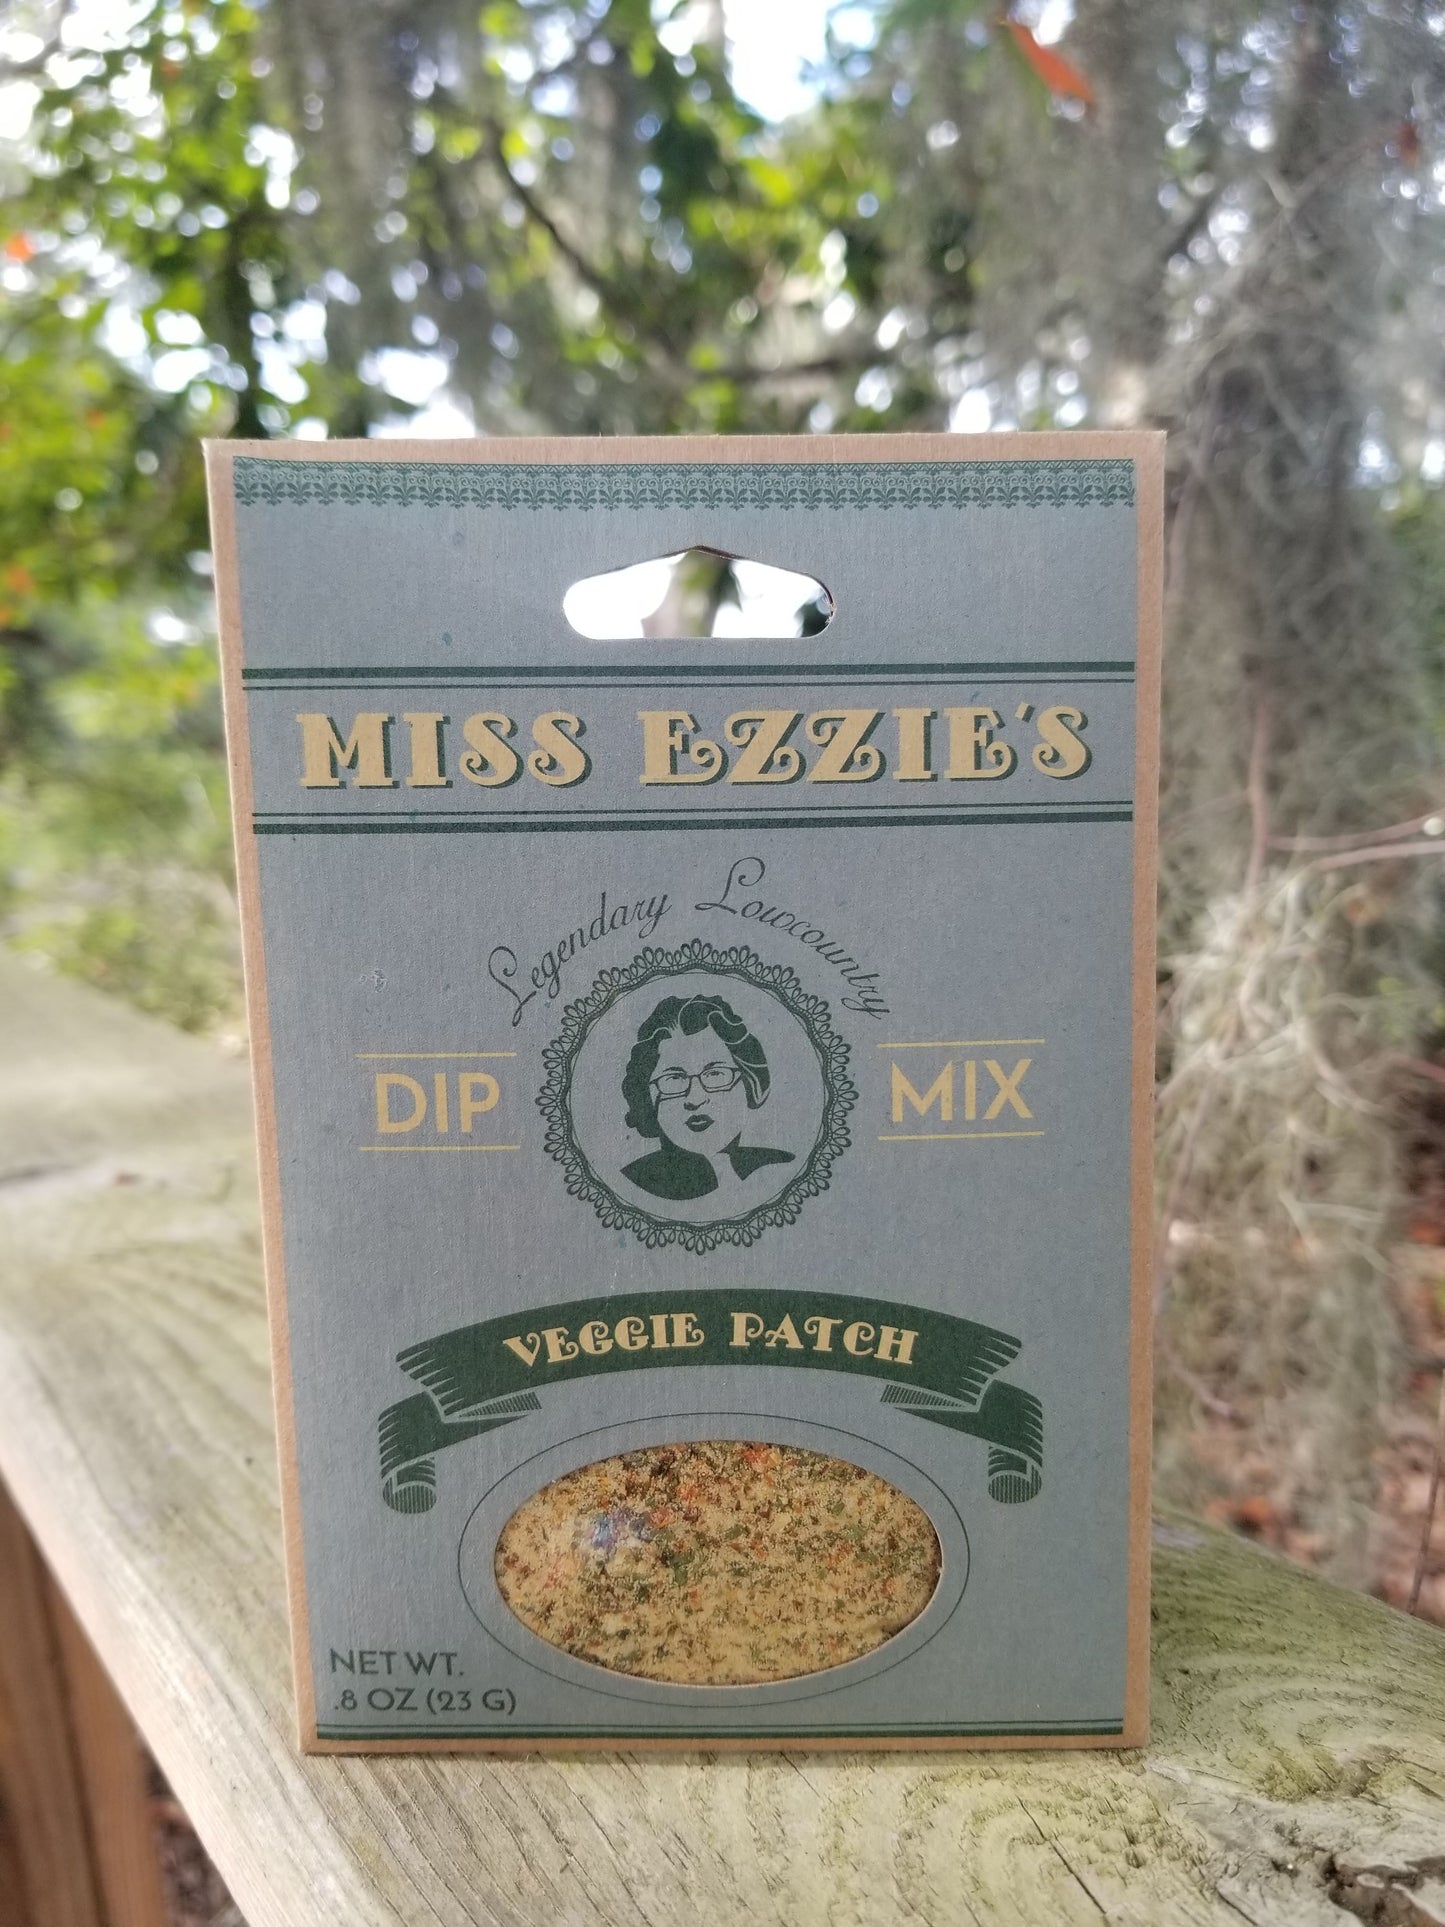 MISS EZZIE'S
Legendary Lowcountry
DIP MIX
VEGGIE PATCH
NET WT.
.8 OZ (23 G)